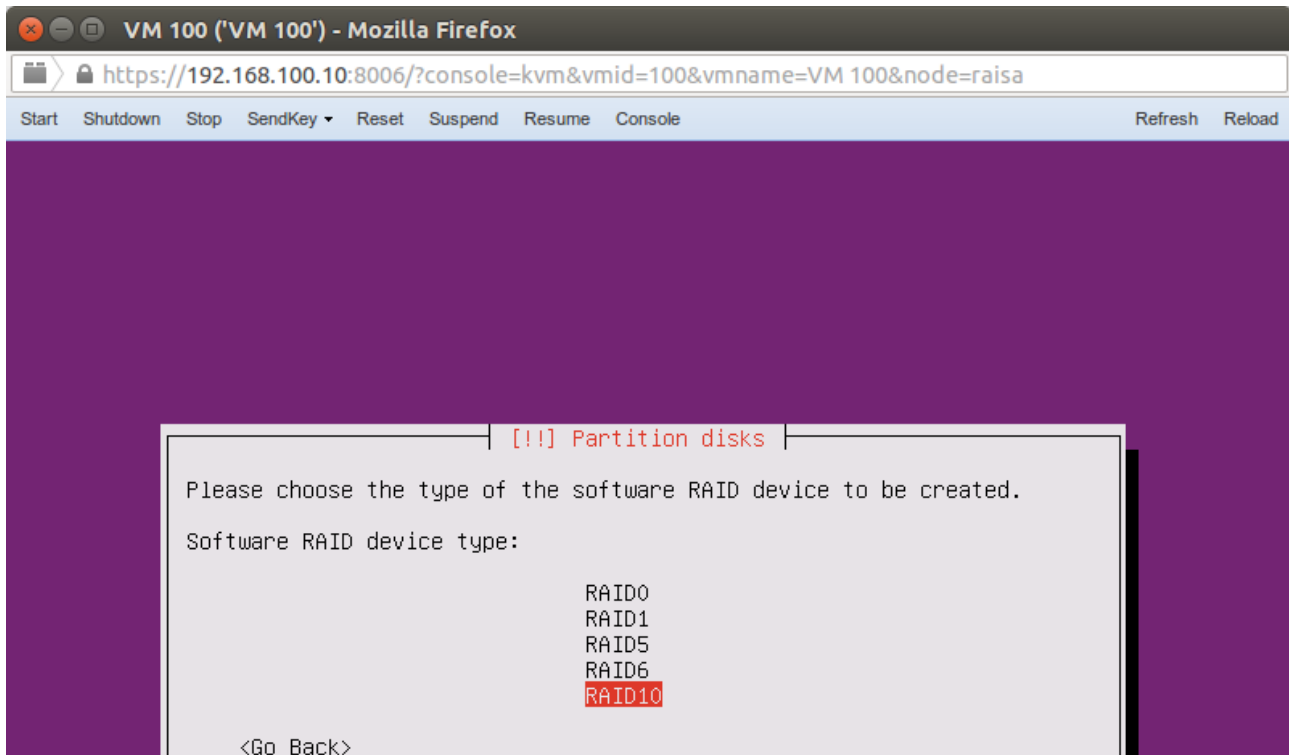 VM 100 ('VM 100') - Mozilla Firefox
https://192.168.100.10:8006/?console=kvm&vmid=100&vmname=VM 100&node=raisa
Start Shutdown Stop SendKey Reset Suspend Resume Console Refresh Reload
[!!] Partition disks
Please choose the type of the software RAID device to be created.
Software RAID device type:
RAID0
RAID1
RAID5
RAID6
RAID10
<Go Back>